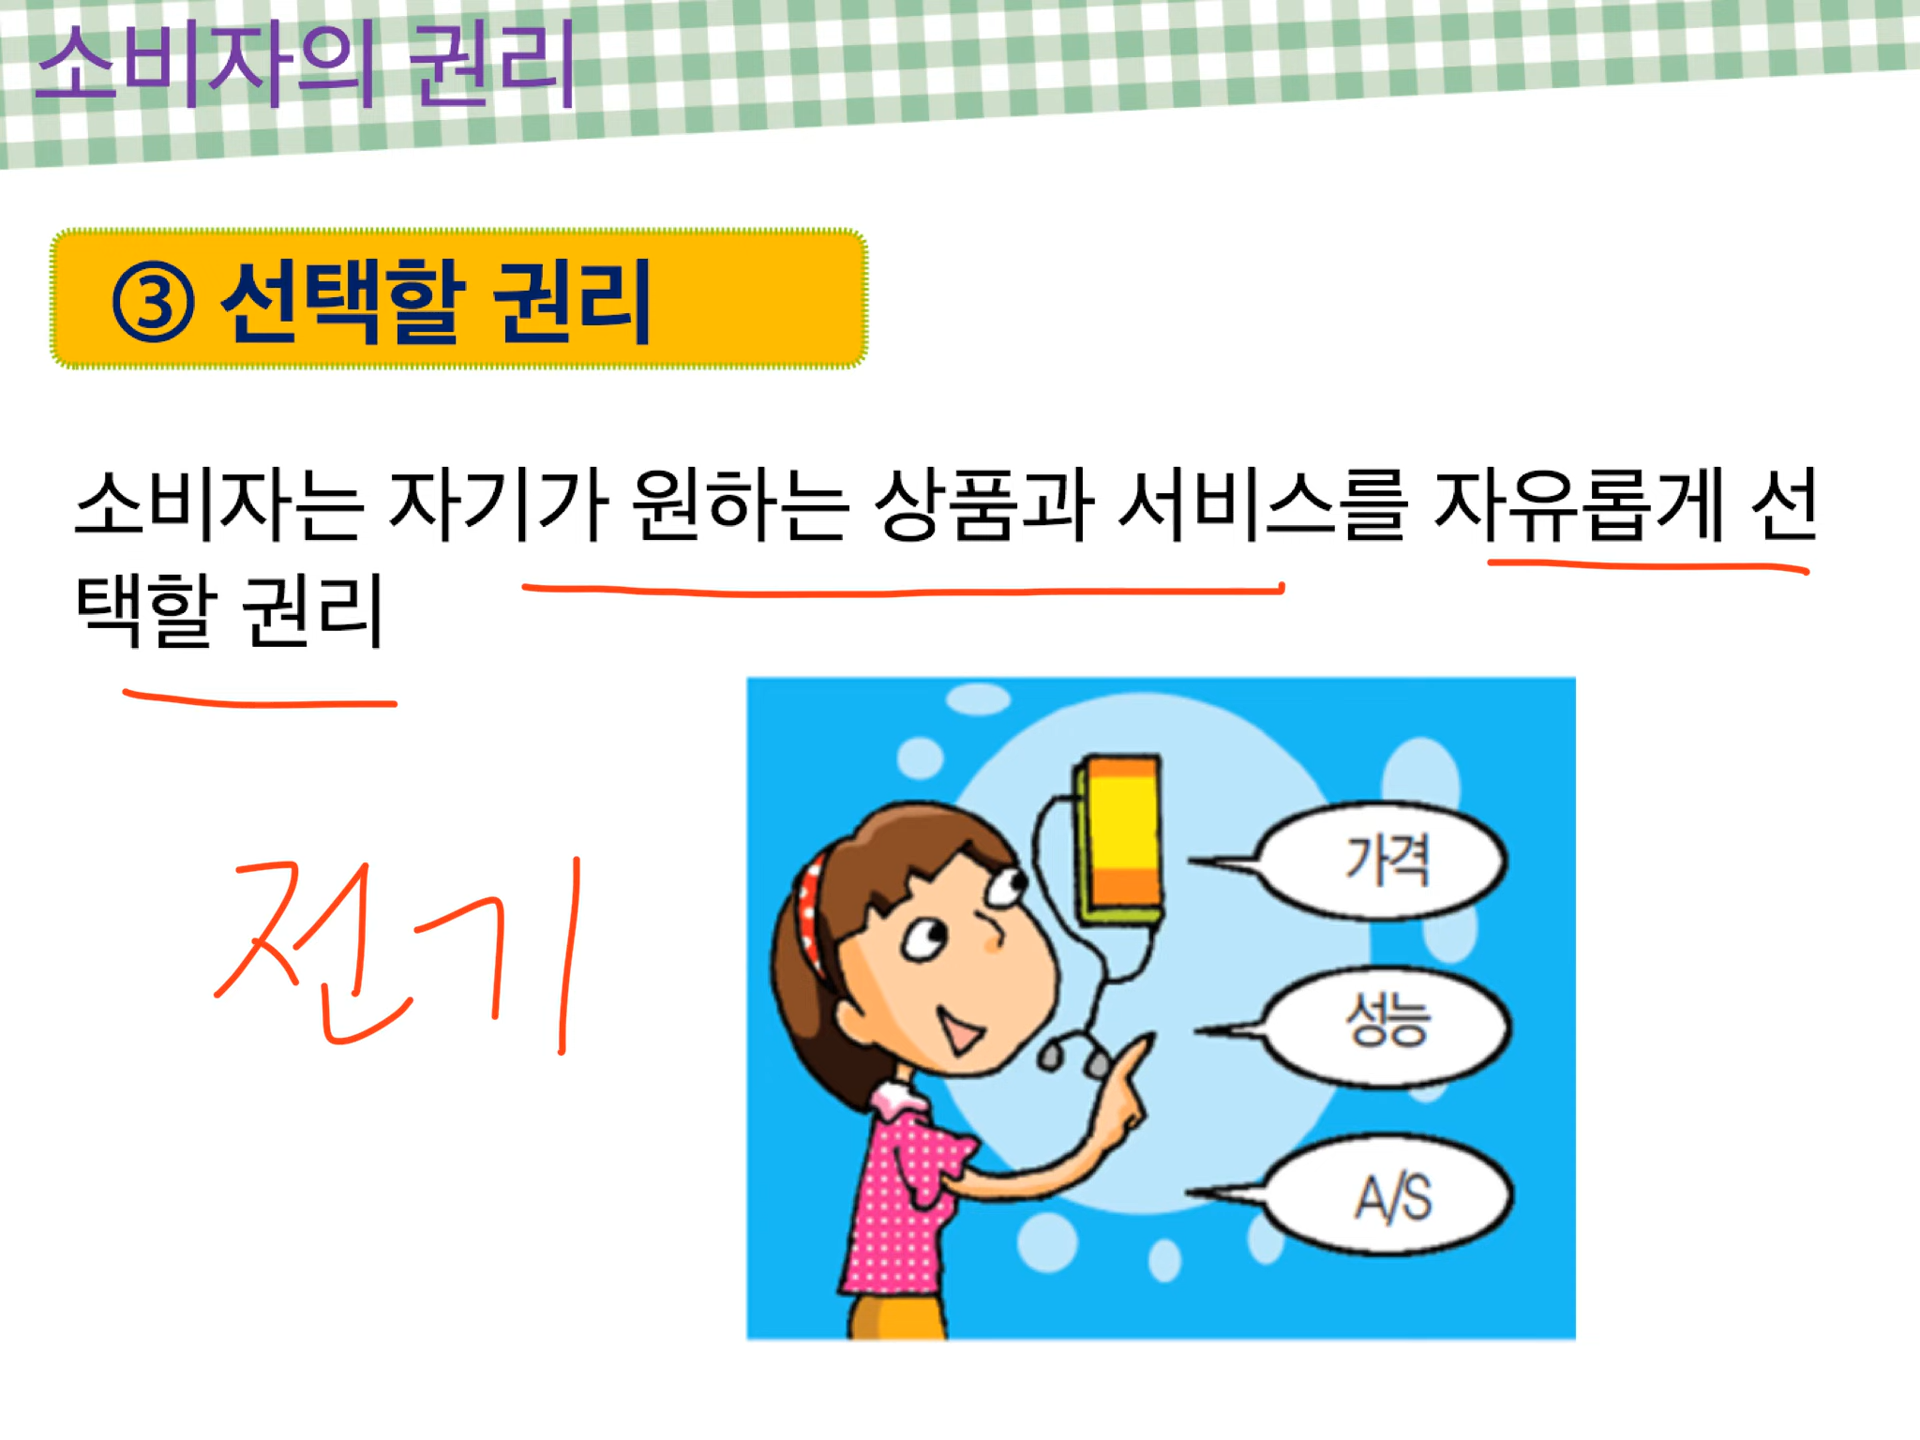 소비자의 권리
③ 선택할 권리
소비자는 자기가 원하는 상품과 서비스를 자유롭게 선
택할 권리
전기
가격
성능
A/S